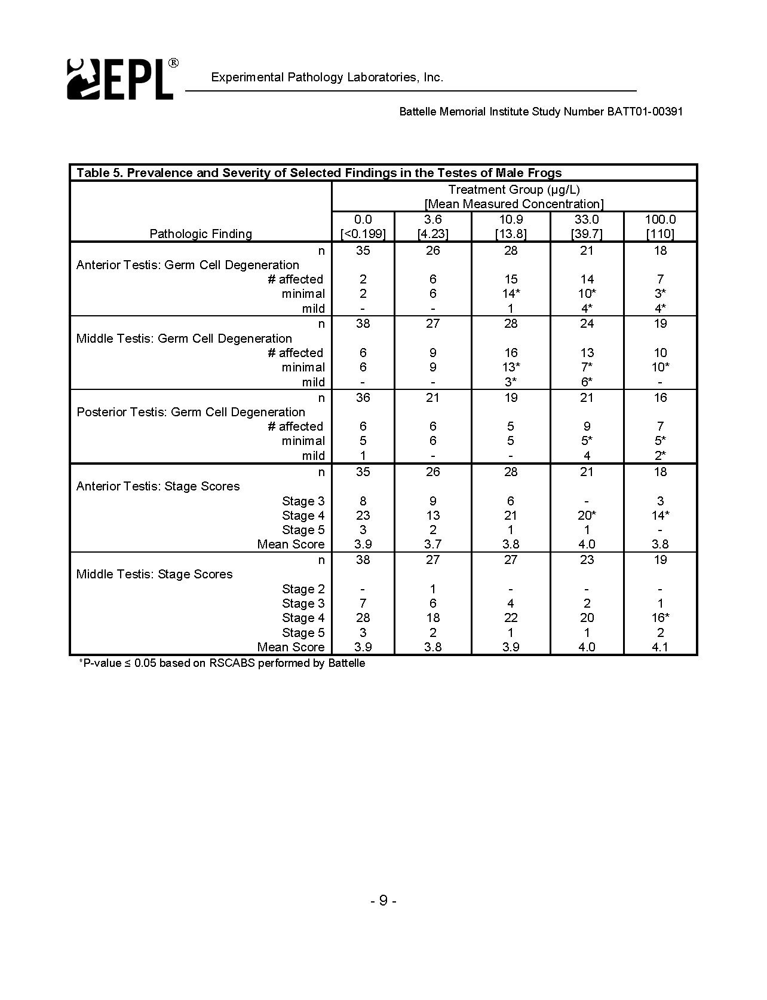 EPL®
Experimental Pathology Laboratories, Inc.
Battelle Memorial Institute Study Number BATT01-00391
Table 5. Prevalence and Severity of Selected Findings in the Testes of Male Frogs
Treatment Group (µg/L)
[Mean Measured Concentration]
0.0 3.6 10.9 33.0 100.0
Pathologic Finding [<0.199] [4.23] [13.8] [39.7] [110]
n 35 26 28 21 18
Anterior Testis: Germ Cell Degeneration
# affected 2 6 15 14 7
minimal 2 6 14* 10* 3*
mild - - 1 4* 4*
n 38 27 28 24 19
Middle Testis: Germ Cell Degeneration
# affected 6 9 16 13 10
minimal 6 9 13* 7* 10*
mild - - 3* 6* -
n 36 21 19 21 16
Posterior Testis: Germ Cell Degeneration
# affected 6 6 5 9 7
minimal 5 6 5 5* 5*
mild 1 - - 4 2*
n 35 26 28 21 18
Anterior Testis: Stage Scores
Stage 3 8 9 6 - 3
Stage 4 23 13 21 20* 14*
Stage 5 3 2 1 1 -
Mean Score 3.9 3.7 3.8 4.0 3.8
n 38 27 27 23 19
Middle Testis: Stage Scores
Stage 2 - 1 - - -
Stage 3 7 6 4 2 1
Stage 4 28 18 22 20 16*
Stage 5 3 2 1 1 2
Mean Score 3.9 3.8 3.9 4.0 4.1
*P-value ≤ 0.05 based on RSCABS performed by Battelle
- 9 -